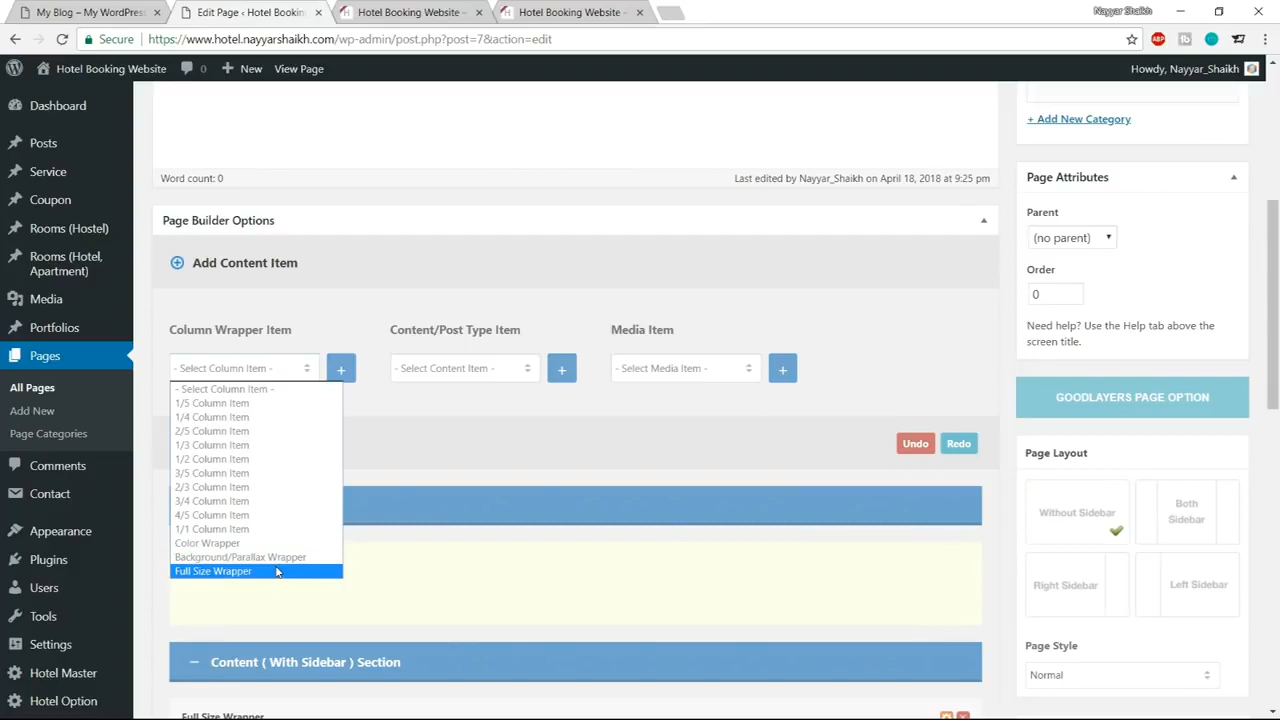 My Blog – My WordPress
Edit Page ‹ Hotel Bookin
Hotel Booking Website –
Hotel Booking Website –
Nayyar Shaikh
Secure
https://www.hotel.nayyarshaikh.com/wp-admin/post.php?post=7&action=edit
Hotel Booking Website
0
New
View Page
Howdy, Nayyar_Shaikh
Dashboard
Posts
Service
Coupon
Rooms (Hostel)
Rooms (Hotel,
Apartment)
Media
Portfolios
Pages
All Pages
Add New
Page Categories
Comments
Contact
Appearance
Plugins
Users
Tools
Settings
Hotel Master
Hotel Option
Word count: 0
Last edited by Nayyar_Shaikh on April 18, 2018 at 9:25 pm
Page Builder Options
Add Content Item
Column Wrapper Item
Content/Post Type Item
Media Item
- Select Column Item -
+
- Select Content Item -
+
- Select Media Item -
+
- Select Column Item -
1/5 Column Item
1/4 Column Item
2/5 Column Item
1/3 Column Item
1/2 Column Item
3/5 Column Item
2/3 Column Item
3/4 Column Item
4/5 Column Item
1/1 Column Item
Color Wrapper
Background/Parallax Wrapper
Full Size Wrapper
Undo
Redo
Content ( With Sidebar ) Section
Full Size Wrapper
+ Add New Category
Page Attributes
Parent
(no parent)
Order
0
Need help? Use the Help tab above the
screen title.
GOODLAYERS PAGE OPTION
Page Layout
Without Sidebar
Both
Sidebar
Right Sidebar
Left Sidebar
Page Style
Normal